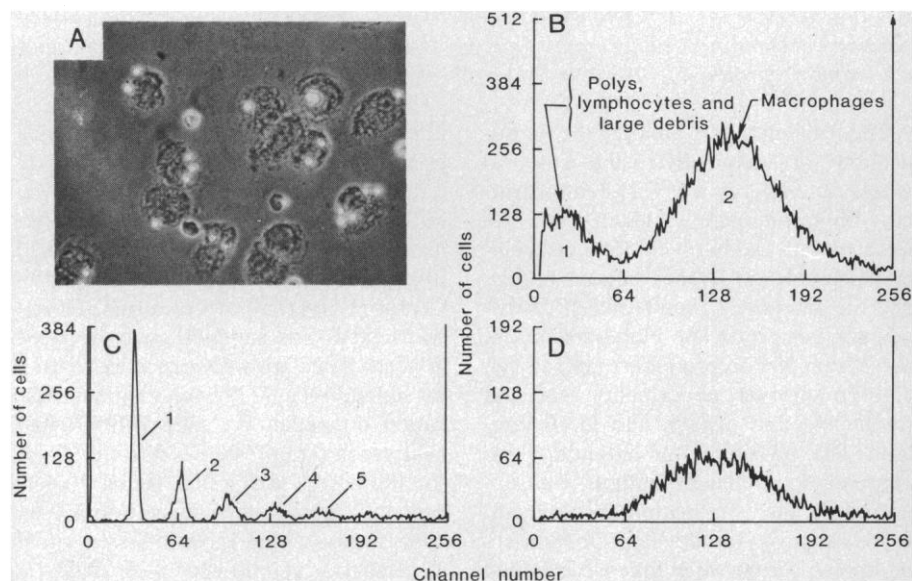 A
B
512
384
256
128
0
Number of cells
Polys,
lymphocytes, and
large debris
Macrophages
1
2
0 64 128 192 256
C
384
256
128
0
Number of cells
1
2
3
4
5
0 64 128 192 256
D
192
128
64
0
0 64 128 192 256
Channel number